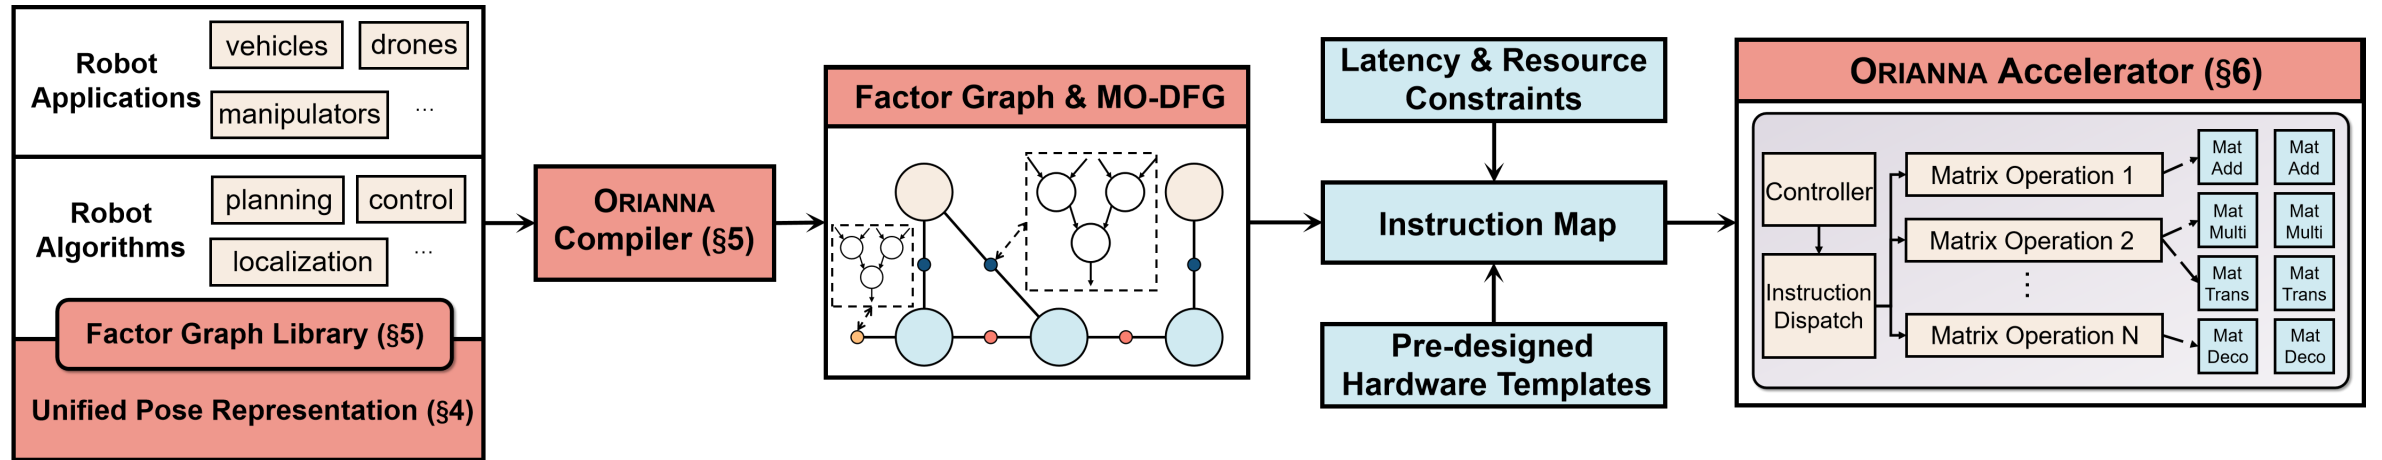 Robot
Applications
vehicles
drones
manipulators
...
Robot
Algorithms
planning
control
localization
...
Factor Graph Library (§5)
Unified Pose Representation (§4)
ORIANNA
Compiler (§5)
Factor Graph & MO-DFG
Latency & Resource
Constraints
Instruction Map
Pre-designed
Hardware Templates
ORIANNA Accelerator (§6)
Controller
Instruction
Dispatch
Matrix Operation 1
Matrix Operation 2
⋮
Matrix Operation N
Mat
Add
Mat
Add
Mat
Multi
Mat
Multi
Mat
Trans
Mat
Trans
Mat
Deco
Mat
Deco